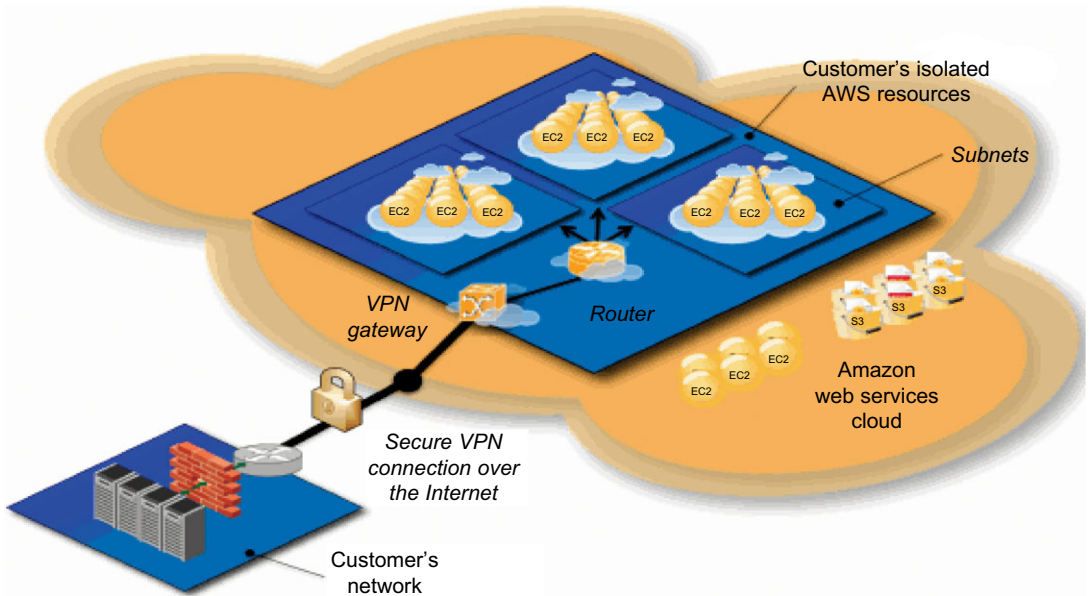 Customer’s isolated
AWS resources
Subnets
EC2 EC2 EC2
EC2 EC2 EC2
EC2 EC2 EC2
VPN
gateway
Router
S3 S3 S3
EC2 EC2 EC2
Amazon
web services
cloud
Secure VPN
connection over
the Internet
Customer’s
network